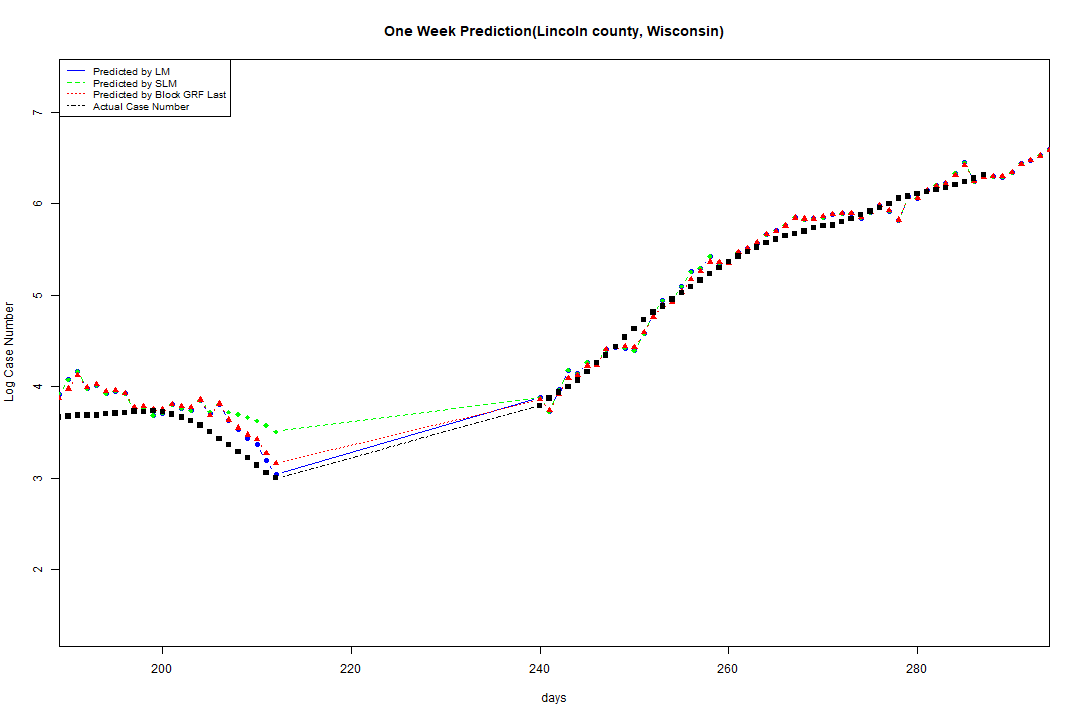 One Week Prediction(Lincoln county, Wisconsin)
Predicted by LM
Predicted by SLM
Predicted by Block GRF Last
Actual Case Number
7
6
5
4
3
2
Log Case Number
200 220 240 260 280
days